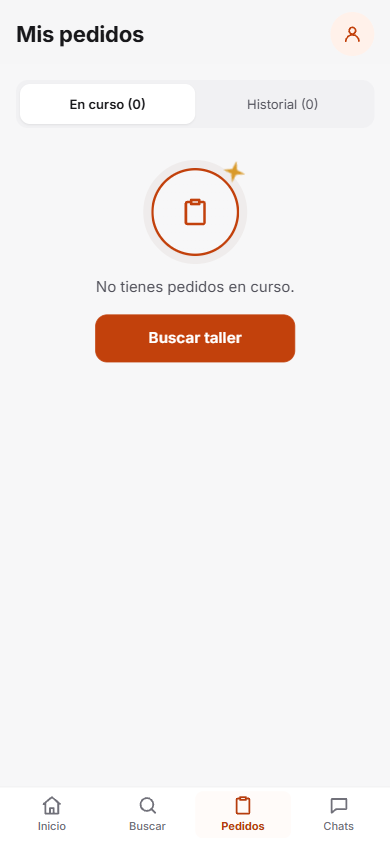 Mis pedidos
En curso (0)
Historial (0)
No tienes pedidos en curso.
Buscar taller
Inicio
Buscar
Pedidos
Chats